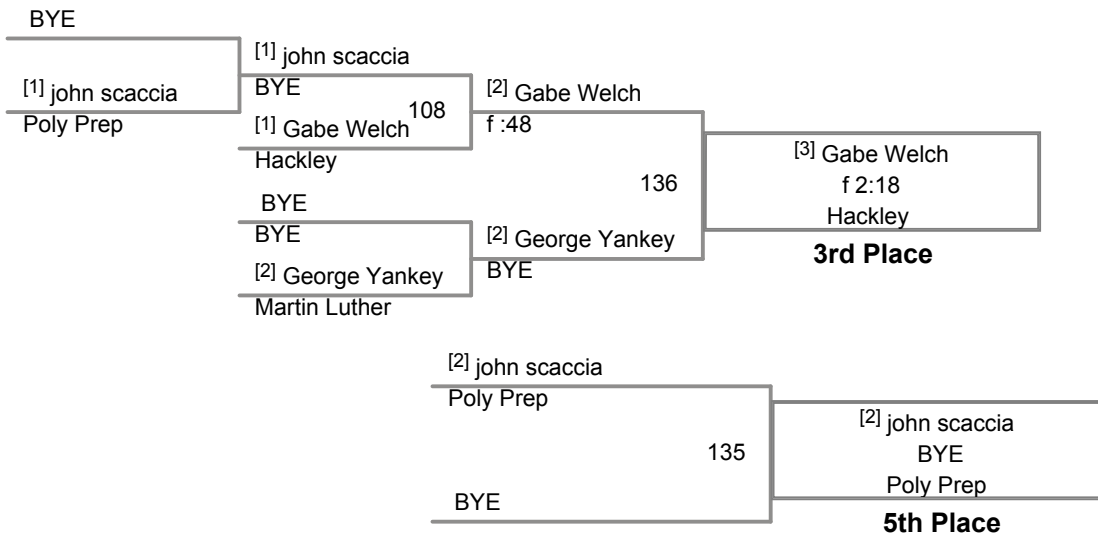 BYE
[1] john scaccia
Poly Prep
[1] john scaccia
BYE
108
[1] Gabe Welch
Hackley
BYE
BYE
[2] George Yankey
Martin Luther
[2] Gabe Welch
f :48
136
[2] George Yankey
BYE
[3] Gabe Welch
f 2:18
Hackley
3rd Place
[2] john scaccia
Poly Prep
135
BYE
[2] john scaccia
BYE
Poly Prep
5th Place